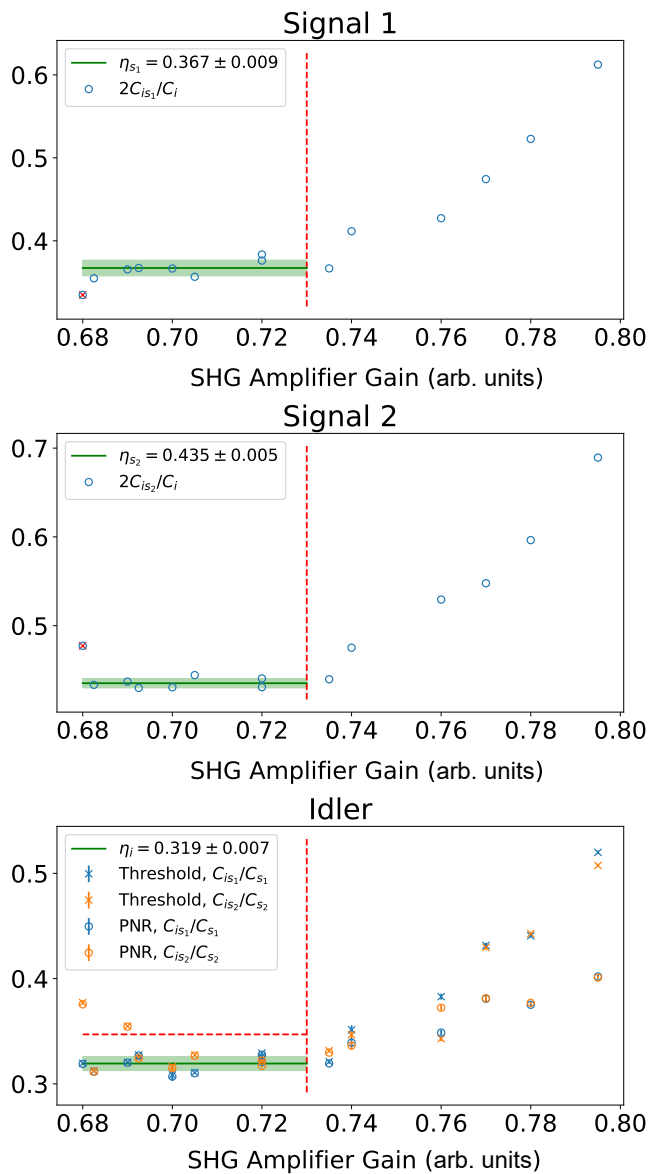 Signal 1
η_{s_1} = 0.367 ± 0.009
2C_{is_1}/C_i
0.6
0.5
0.4
0.68 0.70 0.72 0.74 0.76 0.78 0.80
SHG Amplifier Gain (arb. units)
Signal 2
η_{s_2} = 0.435 ± 0.005
2C_{is_2}/C_i
0.7
0.6
0.5
0.68 0.70 0.72 0.74 0.76 0.78 0.80
SHG Amplifier Gain (arb. units)
Idler
η_i = 0.319 ± 0.007
Threshold, C_{is_1}/C_{s_1}
Threshold, C_{is_2}/C_{s_2}
PNR, C_{is_1}/C_{s_1}
PNR, C_{is_2}/C_{s_2}
0.5
0.4
0.3
0.68 0.70 0.72 0.74 0.76 0.78 0.80
SHG Amplifier Gain (arb. units)